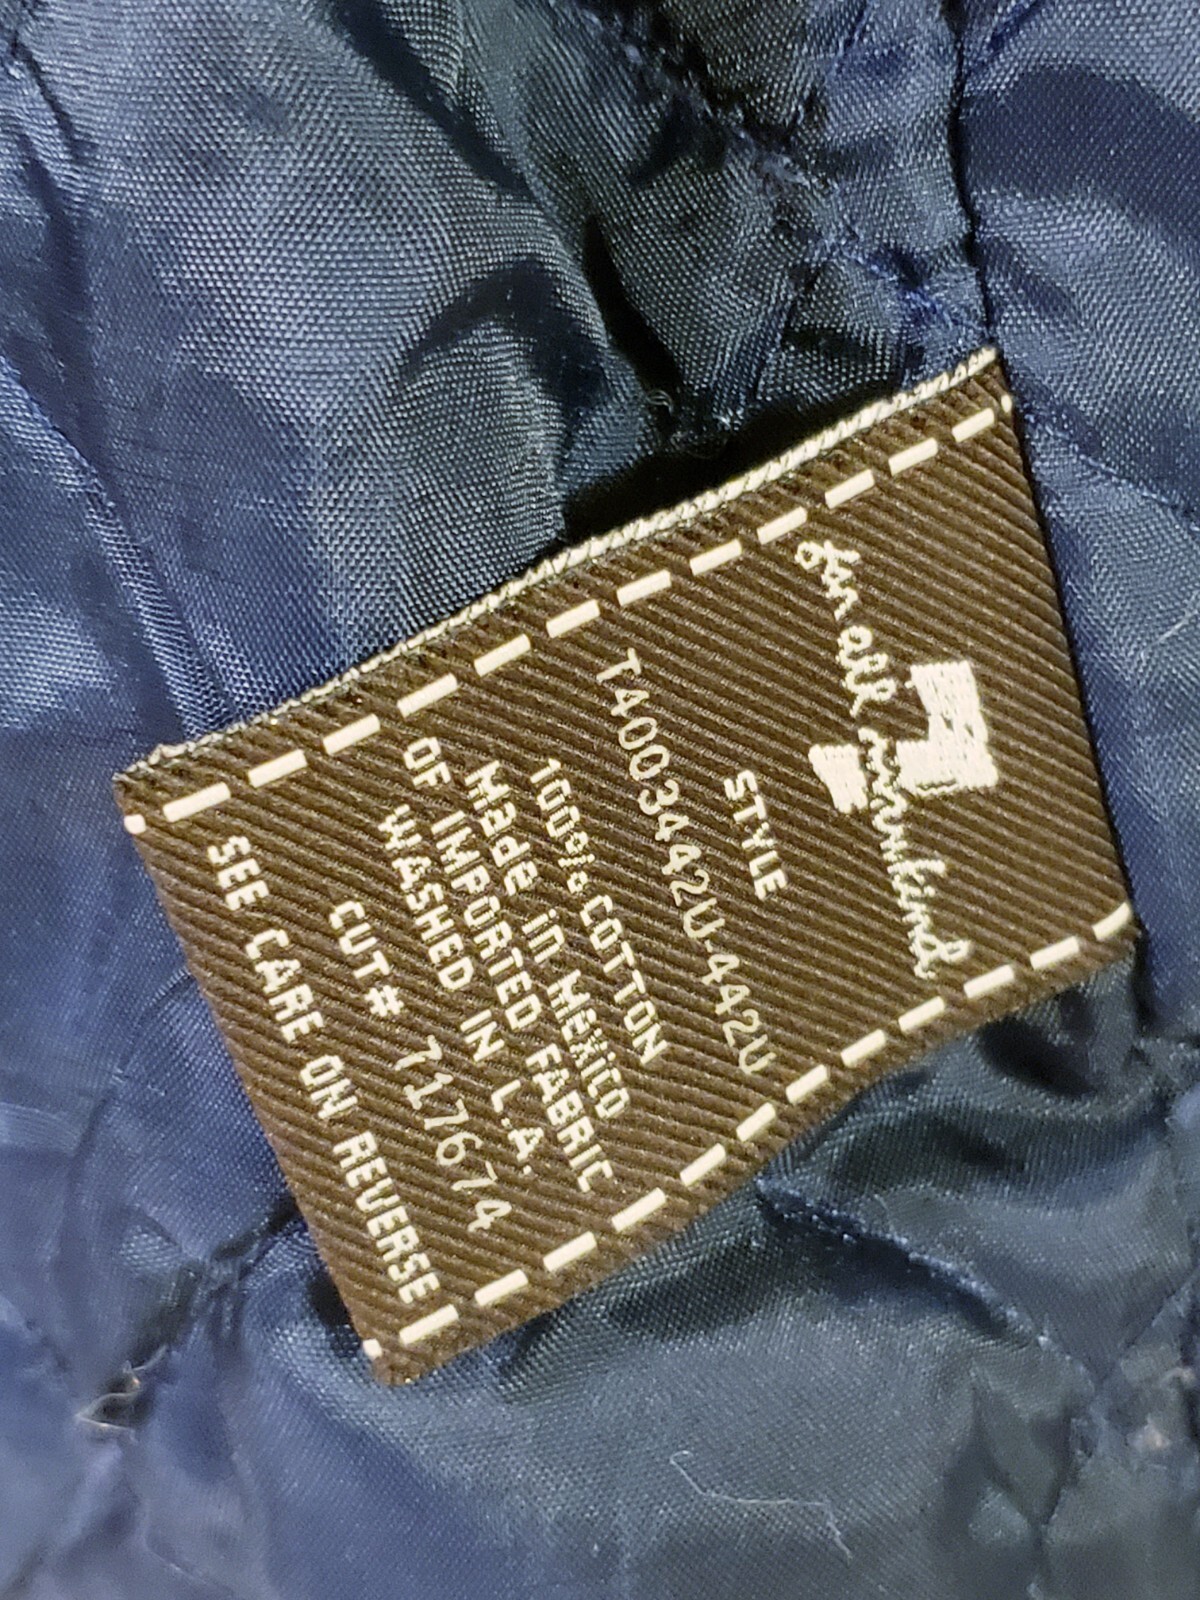 for all mankind
7
STYLE
T4003442U-442U
100% COTTON
Made in Mexico
OF IMPORTED FABRIC
WASHED IN L.A.
CUT# 717674
SEE CARE ON REVERSE